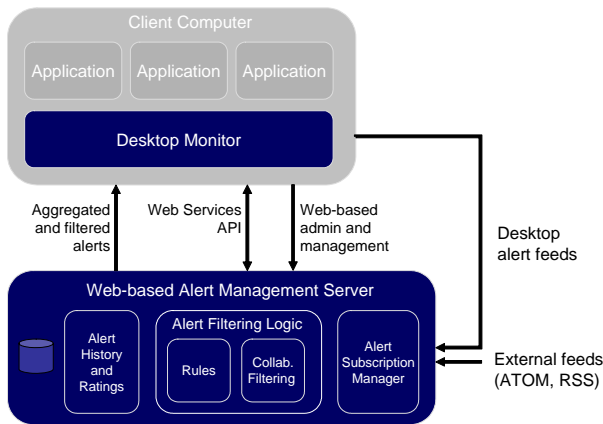 Client Computer
Application
Application
Application
Desktop Monitor
Aggregated
and filtered
alerts
Web Services
API
Web-based
admin and
management
Desktop
alert feeds
Web-based Alert Management Server
Alert
History
and
Ratings
Alert Filtering Logic
Rules
Collab.
Filtering
Alert
Subscription
Manager
External feeds
(ATOM, RSS)